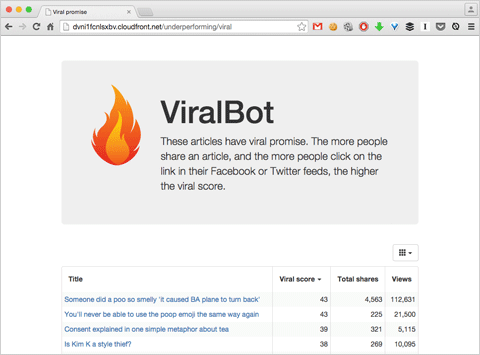 Viral promise
dvni1fcnlsxbv.cloudfront.net/underperforming/viral
ViralBot
These articles have viral promise. The more people
share an article, and the more people click on the
link in their Facebook or Twitter feeds, the higher
the viral score.
Title Viral score Total shares Views
Someone did a poo so smelly 'it caused BA plane to turn back' 43 4,563 112,631
You'll never be able to use the poop emoji the same way again 43 225 21,500
Consent explained in one simple metaphor about tea 39 321 5,115
Is Kim K a style thief? 38 269 10,095